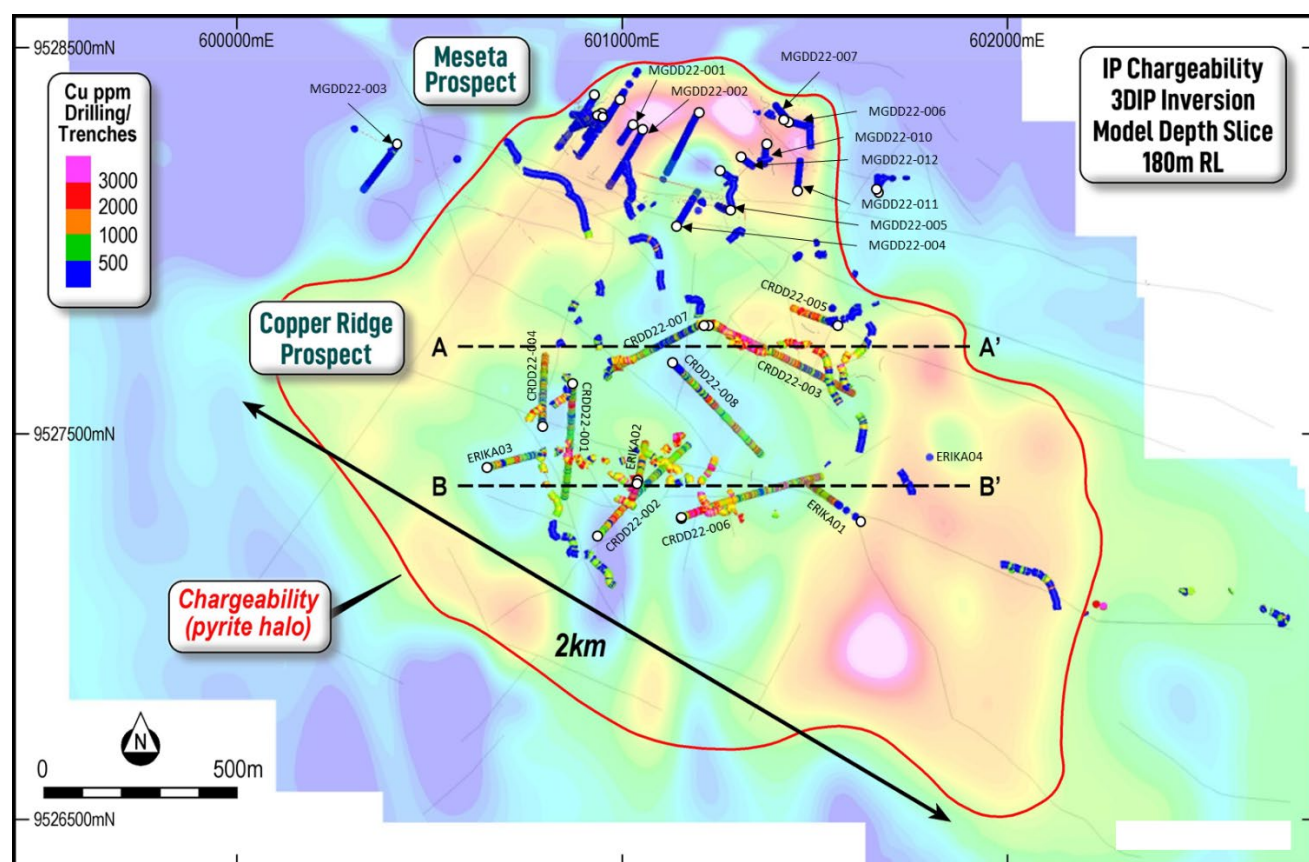 600000mE
601000mE
602000mE
9528500mN
Meseta
Prospect
MGDD22-007
IP Chargeability
3DIP Inversion
Model Depth Slice
180m RL
Cu ppm
Drilling/
Trenches
3000
2000
1000
500
MGDD22-003
MGDD22-001
MGDD22-002
MGDD22-006
MGDD22-010
MGDD22-012
MGDD22-011
MGDD22-005
MGDD22-004
Copper Ridge
Prospect
CRDD22-005
CRDD22-007
A
A'
CRDD22-004
CRDD22-003
CRDD22-008
CRDD22-001
9527500mN
ERIKA03
ERIKA02
ERIKA04
B
B'
CRDD22-002
CRDD22-006
ERIKA01
Chargeability
(pyrite halo)
2km
N
0
500m
9526500mN